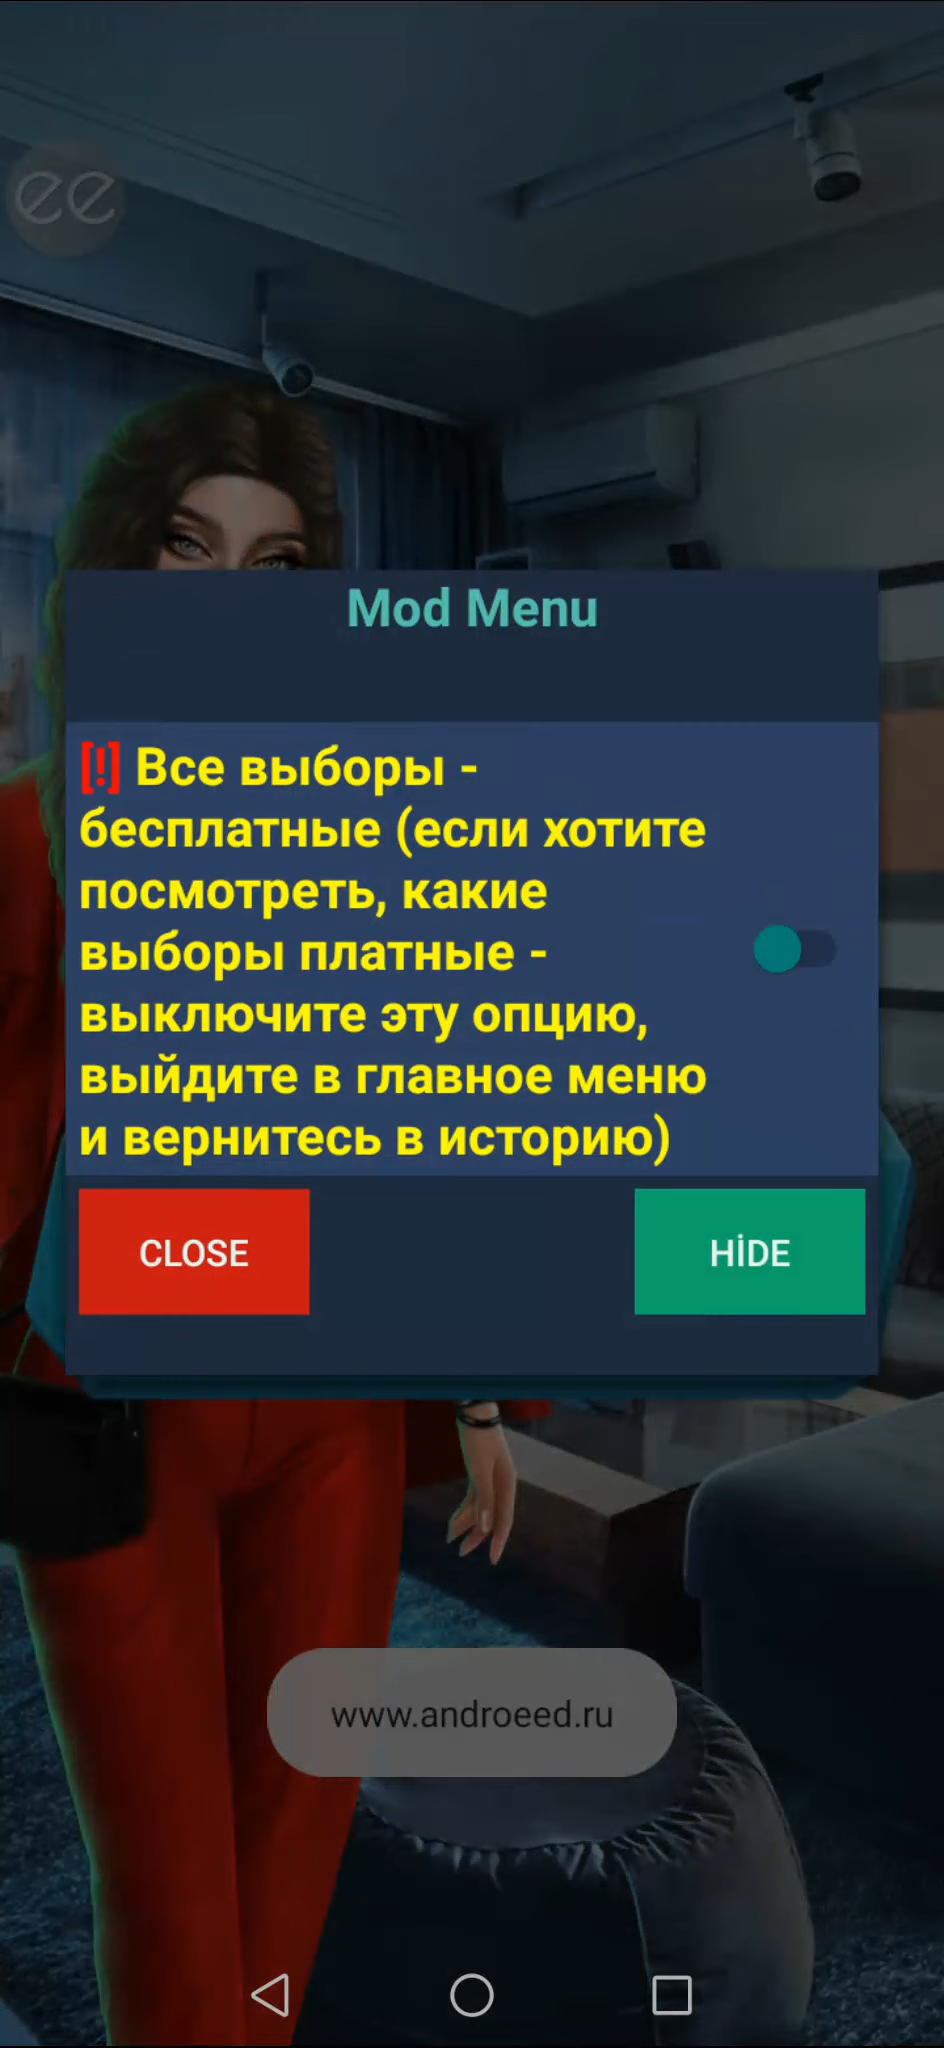 ee
Mod Menu
[!] Все выборы -
бесплатные (если хотите
посмотреть, какие
выборы платные -
выключите эту опцию,
выйдите в главное меню
и вернитесь в историю)
CLOSE
HİDE
www.androeed.ru